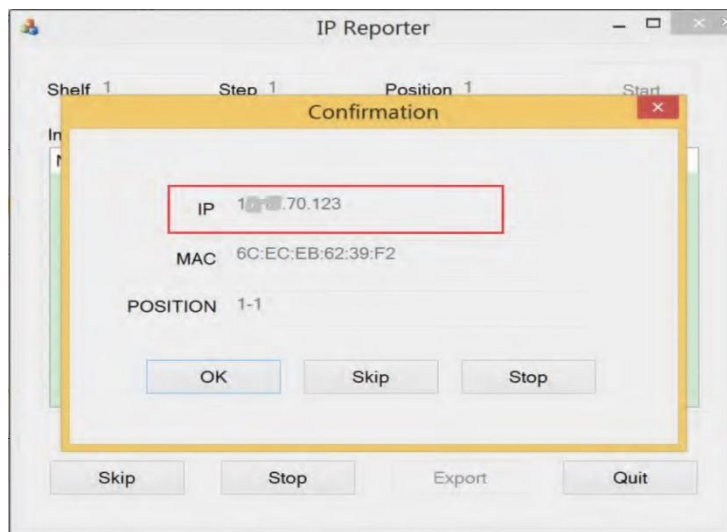 IP Reporter
Shelf 1 Step 1 Position 1 Start
Confirmation
IP .70.123
MAC 6C:EC:EB:62:39:F2
POSITION 1-1
OK Skip Stop
Skip Stop Export Quit